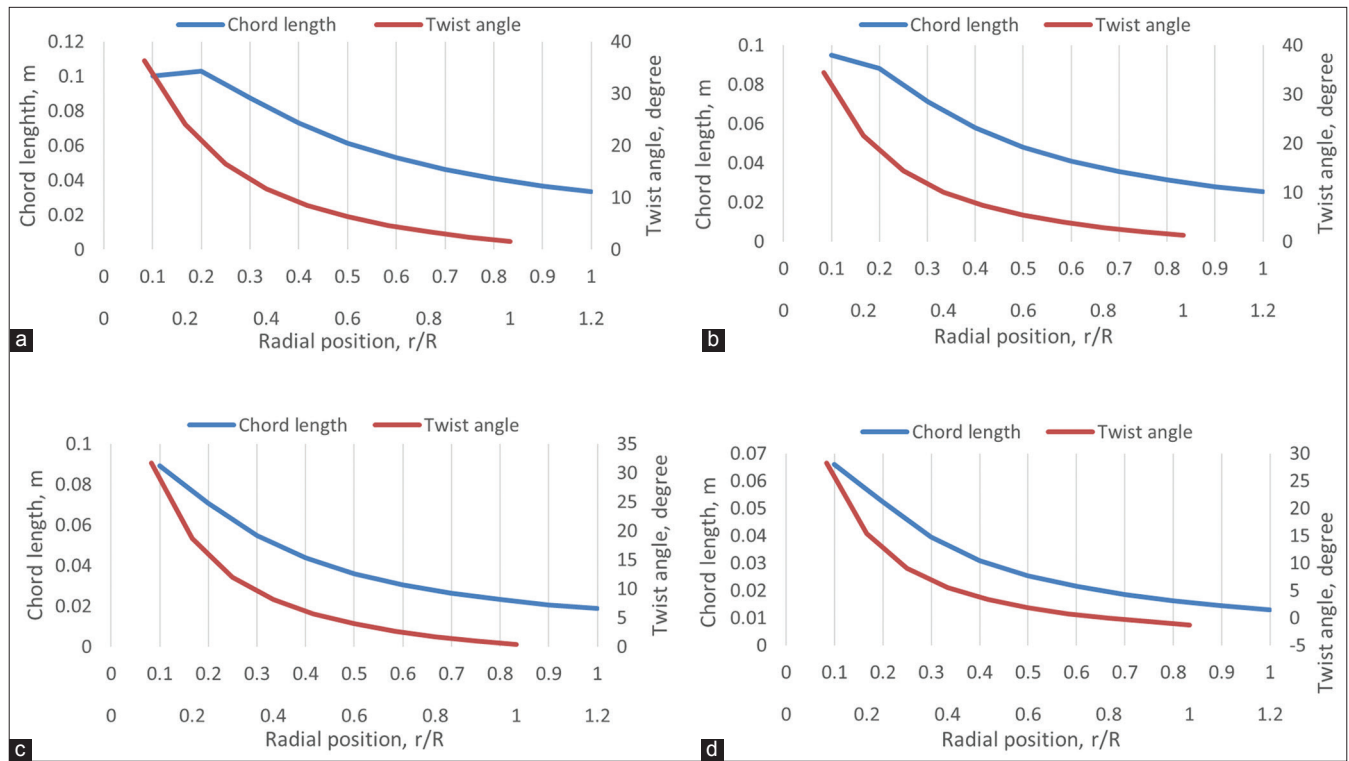 Chord length Twist angle
0.12 40
0.1
0.08 30
0.06 20
0.04
0.02 10
0 0
Chord lenghth, m
Twist angle, degree
0 0.1 0.2 0.3 0.4 0.5 0.6 0.7 0.8 0.9 1
0 0.2 0.4 0.6 0.8 1 1.2
Radial position, r/R
a
Chord length Twist angle
0.1 40
0.08 30
0.06
0.04 20
0.02 10
0 0
Chord length, m
Twist angle, degree
0 0.1 0.2 0.3 0.4 0.5 0.6 0.7 0.8 0.9 1
0 0.2 0.4 0.6 0.8 1 1.2
Radial position, r/R
b
Chord length Twist angle
0.1 35
30
0.08 25
0.06 20
0.04 15
10
0.02 5
0 0
Chord length, m
Twist angle, degree
0 0.1 0.2 0.3 0.4 0.5 0.6 0.7 0.8 0.9 1
0 0.2 0.4 0.6 0.8 1 1.2
Radial position, r/R
c
Chord length Twist angle
0.07 30
0.06 25
0.05 20
0.04 15
0.03 10
0.02 5
0.01 0
0 -5
Chord length, m
Twist angle, degree
0 0.1 0.2 0.3 0.4 0.5 0.6 0.7 0.8 0.9 1
0 0.2 0.4 0.6 0.8 1 1.2
Radial position, r/R
d